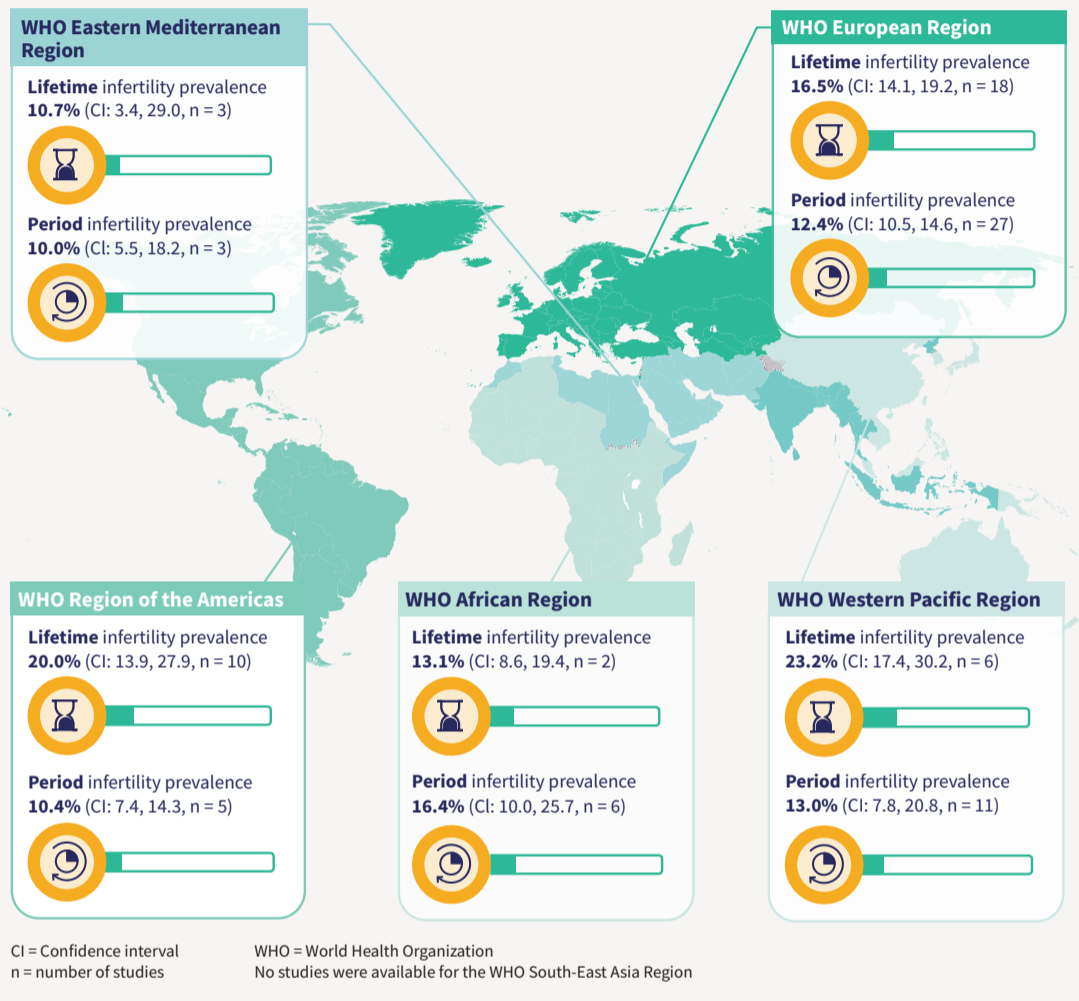 WHO Eastern Mediterranean
Region
Lifetime infertility prevalence
10.7% (CI: 3.4, 29.0, n = 3)
Period infertility prevalence
10.0% (CI: 5.5, 18.2, n = 3)
WHO European Region
Lifetime infertility prevalence
16.5% (CI: 14.1, 19.2, n = 18)
Period infertility prevalence
12.4% (CI: 10.5, 14.6, n = 27)
WHO Region of the Americas
Lifetime infertility prevalence
20.0% (CI: 13.9, 27.9, n = 10)
Period infertility prevalence
10.4% (CI: 7.4, 14.3, n = 5)
WHO African Region
Lifetime infertility prevalence
13.1% (CI: 8.6, 19.4, n = 2)
Period infertility prevalence
16.4% (CI: 10.0, 25.7, n = 6)
WHO Western Pacific Region
Lifetime infertility prevalence
23.2% (CI: 17.4, 30.2, n = 6)
Period infertility prevalence
13.0% (CI: 7.8, 20.8, n = 11)
CI = Confidence interval
n = number of studies
WHO = World Health Organization
No studies were available for the WHO South-East Asia Region